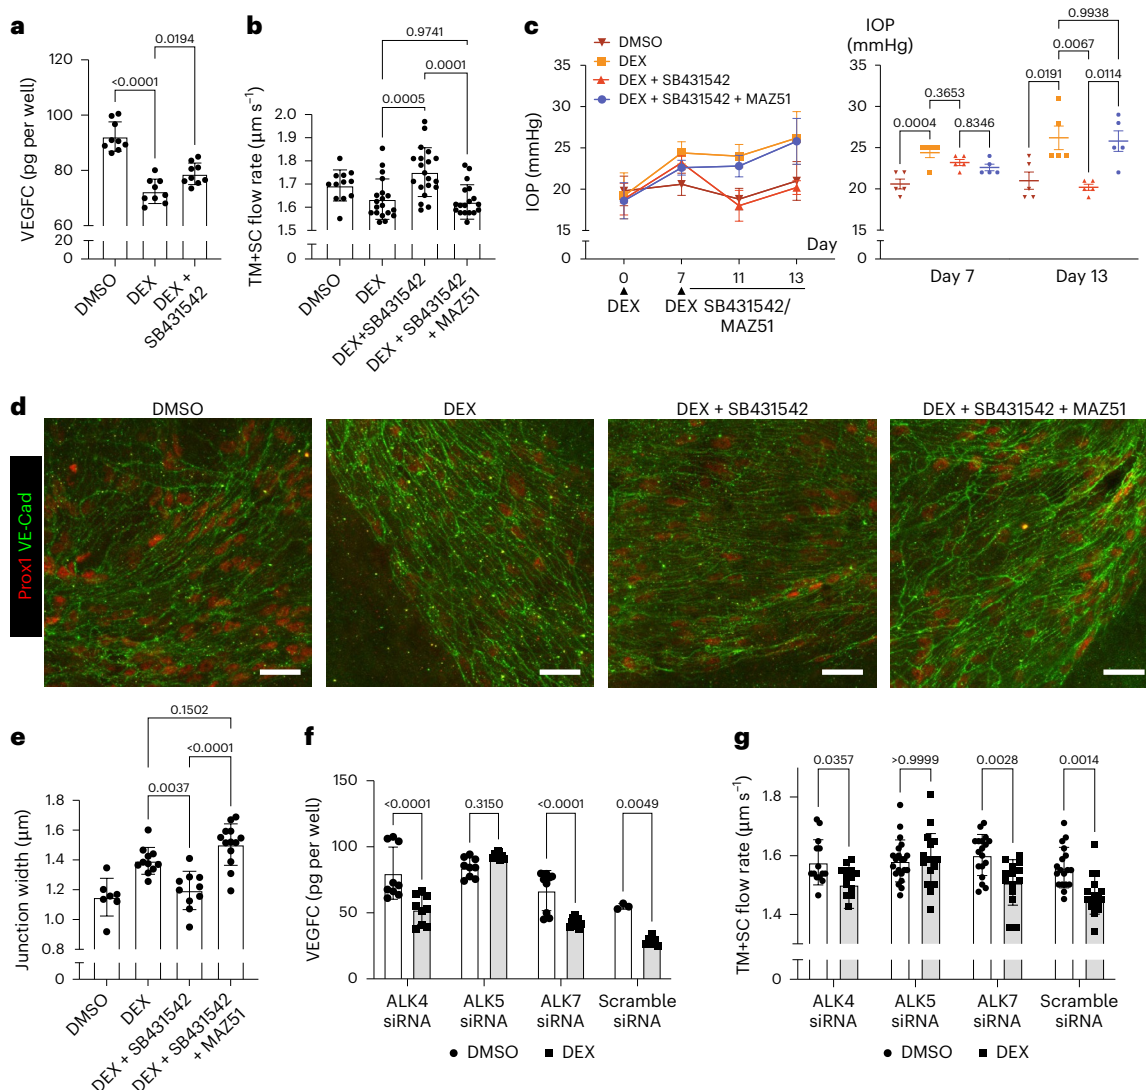 a
VEGFC (pg per well)
120
100
80
60
20
0
<0.0001
0.0194
DMSO
DEX
DEX +
SB431542
b
TM+SC flow rate (µm s⁻¹)
2.0
1.9
1.8
1.7
1.6
1.5
0
0.9741
0.0001
0.0005
DMSO
DEX
DEX+SB431542
DEX + SB431542
+ MAZ51
c
DMSO
DEX
DEX + SB431542
DEX + SB431542 + MAZ51
IOP (mmHg)
35
30
25
20
15
0
Day
0
7
11
13
DEX
DEX
SB431542/
MAZ51
IOP
(mmHg)
35
30
25
20
15
0
0.0004
0.3653
0.8346
0.0191
0.0067
0.9938
0.0114
Day 7
Day 13
d
DMSO
DEX
DEX + SB431542
DEX + SB431542 + MAZ51
Prox1 VE-Cad
e
Junction width (µm)
1.8
1.6
1.4
1.2
1.0
0.8
0
0.1502
<0.0001
0.0037
DMSO
DEX
DEX + SB431542
DEX + SB431542
+ MAZ51
f
VEGFC (pg per well)
150
100
50
0
<0.0001
0.3150
<0.0001
0.0049
ALK4
siRNA
ALK5
siRNA
ALK7
siRNA
Scramble
siRNA
DMSO
DEX
g
TM+SC flow rate (µm s⁻¹)
1.8
1.6
1.4
0
0.0357
>0.9999
0.0028
0.0014
ALK4
siRNA
ALK5
siRNA
ALK7
siRNA
Scramble
siRNA
DMSO
DEX